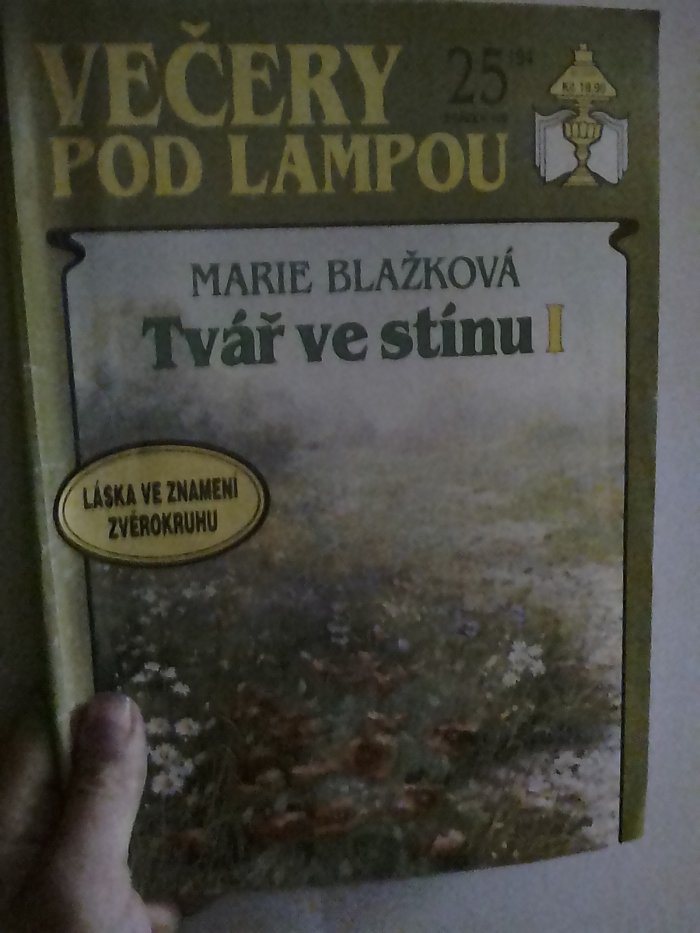 VEČERY
POD LAMPOU
25
MARIE BLAŽKOVÁ
Tvář ve stínu I
LÁSKA VE ZNAMENÍ
ZVĚROKRUHU